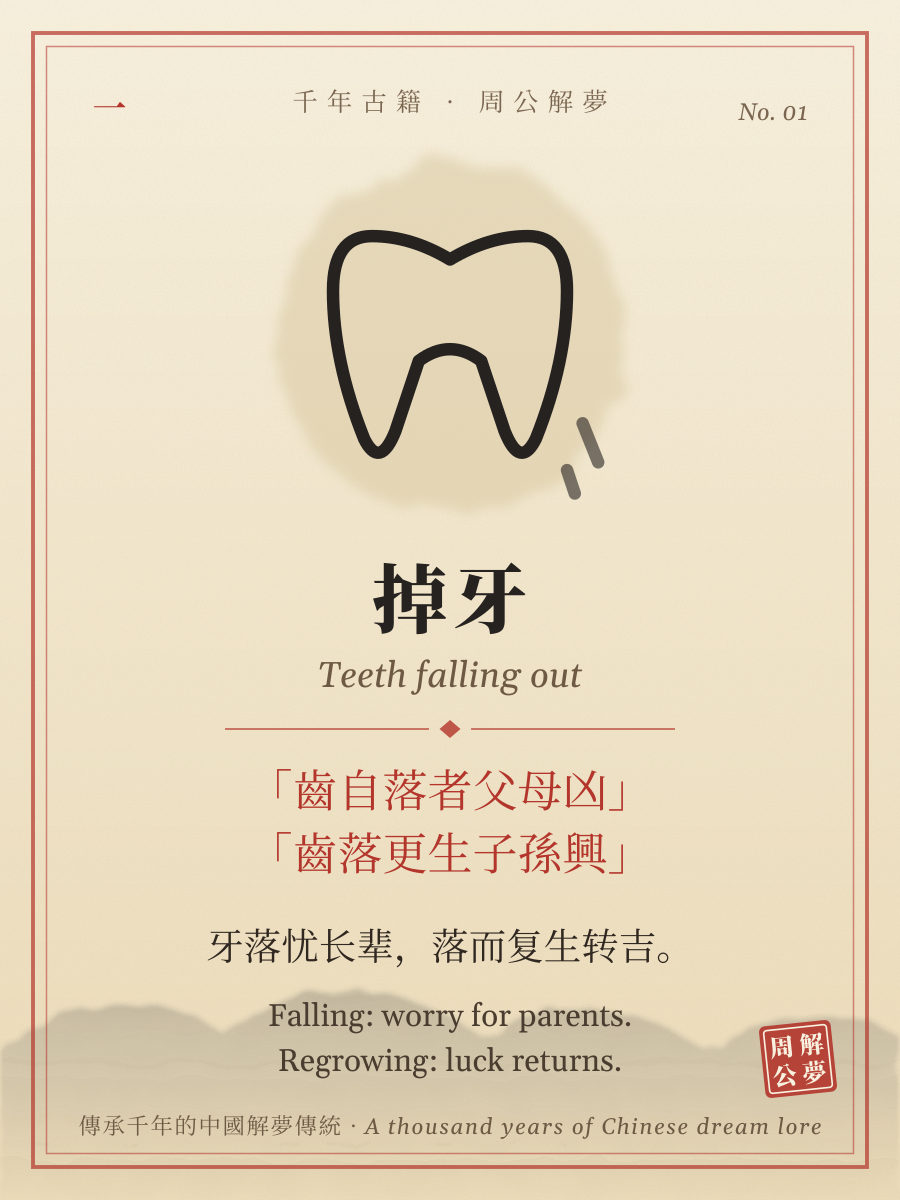 一
千年古籍 · 周公解夢
No. 01
掉牙
Teeth falling out
「齒自落者父母凶」
「齒落更生子孫興」
牙落忧长辈，落而复生转吉。
Falling: worry for parents.
Regrowing: luck returns.
周解
公夢
傳承千年的中國解夢傳統 · A thousand years of Chinese dream lore